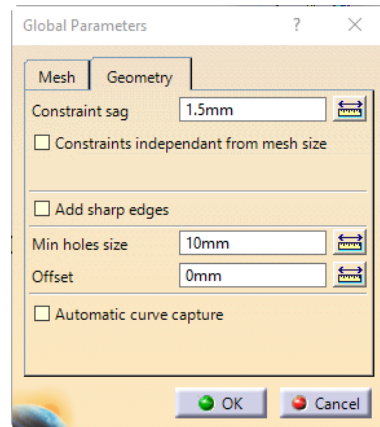 Global Parameters ?
Mesh Geometry
Constraint sag 1.5mm
Constraints independant from mesh size
Add sharp edges
Min holes size 10mm
Offset 0mm
Automatic curve capture
OK Cancel